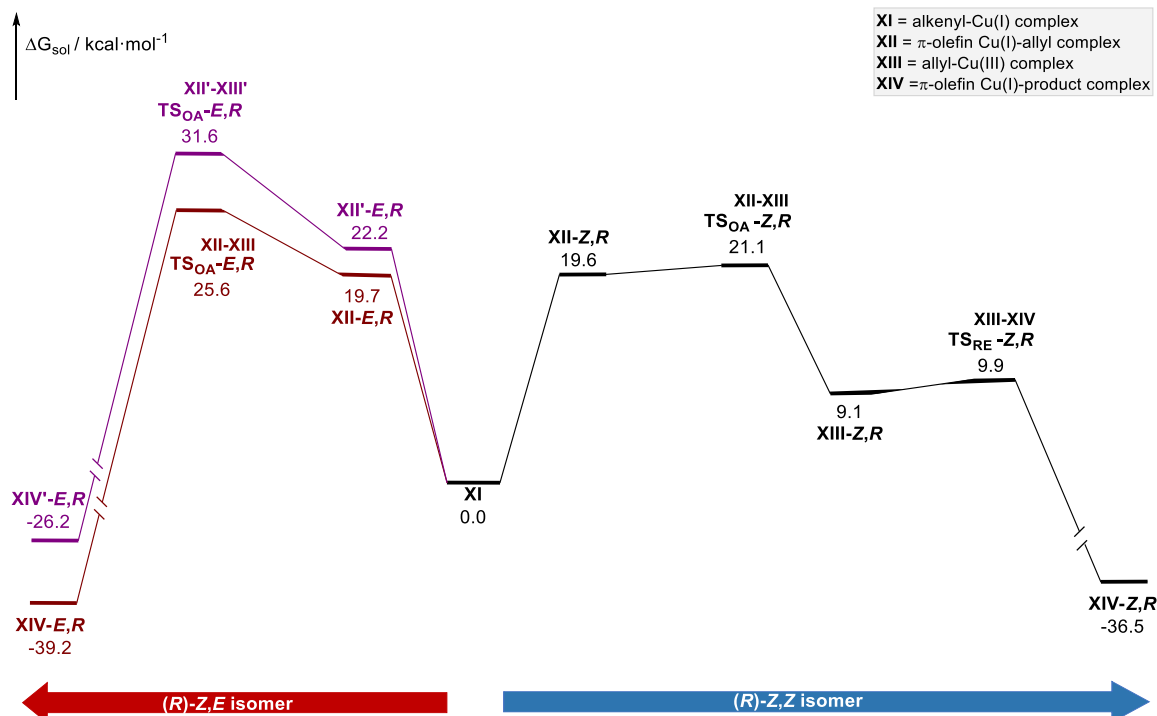 ΔG_sol / kcal·mol⁻¹
XI = alkenyl-Cu(I) complex
XII = π-olefin Cu(I)-allyl complex
XIII = allyl-Cu(III) complex
XIV =π-olefin Cu(I)-product complex
XII'-XIII'
TS_OA-E,R
31.6
XII-XIII
TS_OA-E,R
25.6
XII'-E,R
22.2
19.7
XII-E,R
XII-Z,R
19.6
XII-XIII
TS_OA-Z,R
21.1
XIII-XIV
TS_RE-Z,R
9.9
9.1
XIII-Z,R
XI
0.0
XIV'-E,R
-26.2
XIV-E,R
-39.2
XIV-Z,R
-36.5
(R)-Z,E isomer
(R)-Z,Z isomer